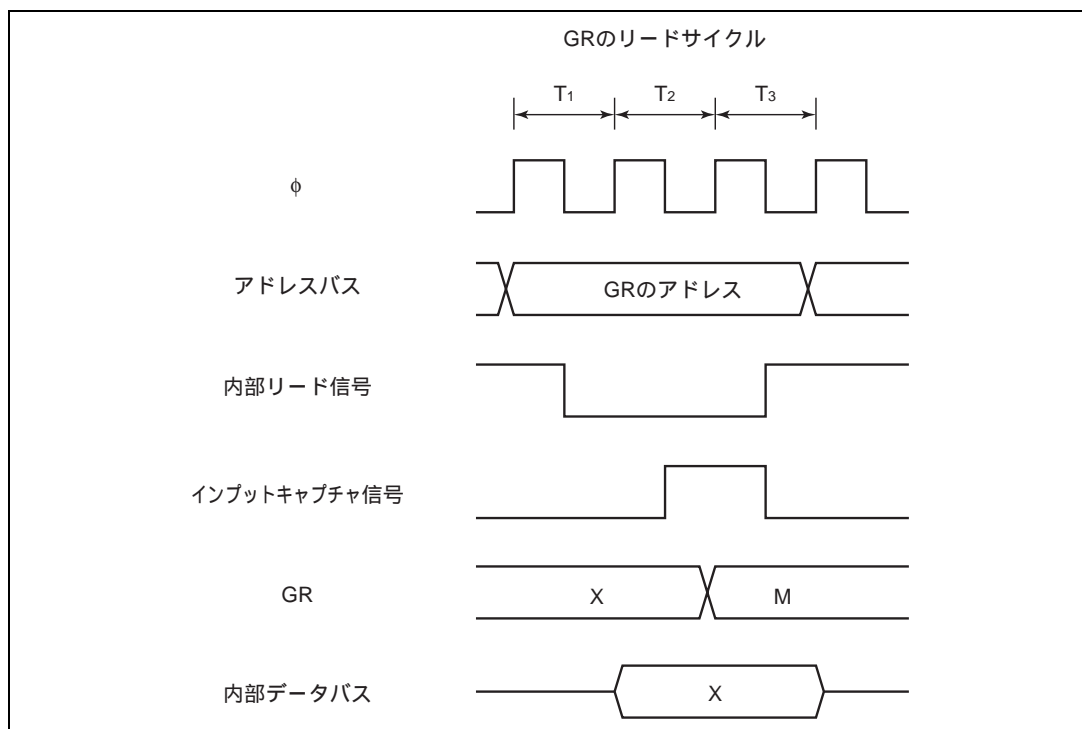 GRのリードサイクル
T1 T2 T3
φ
アドレスバス
GRのアドレス
内部リード信号
インプットキャプチャ信号
GR
X
M
内部データバス
X